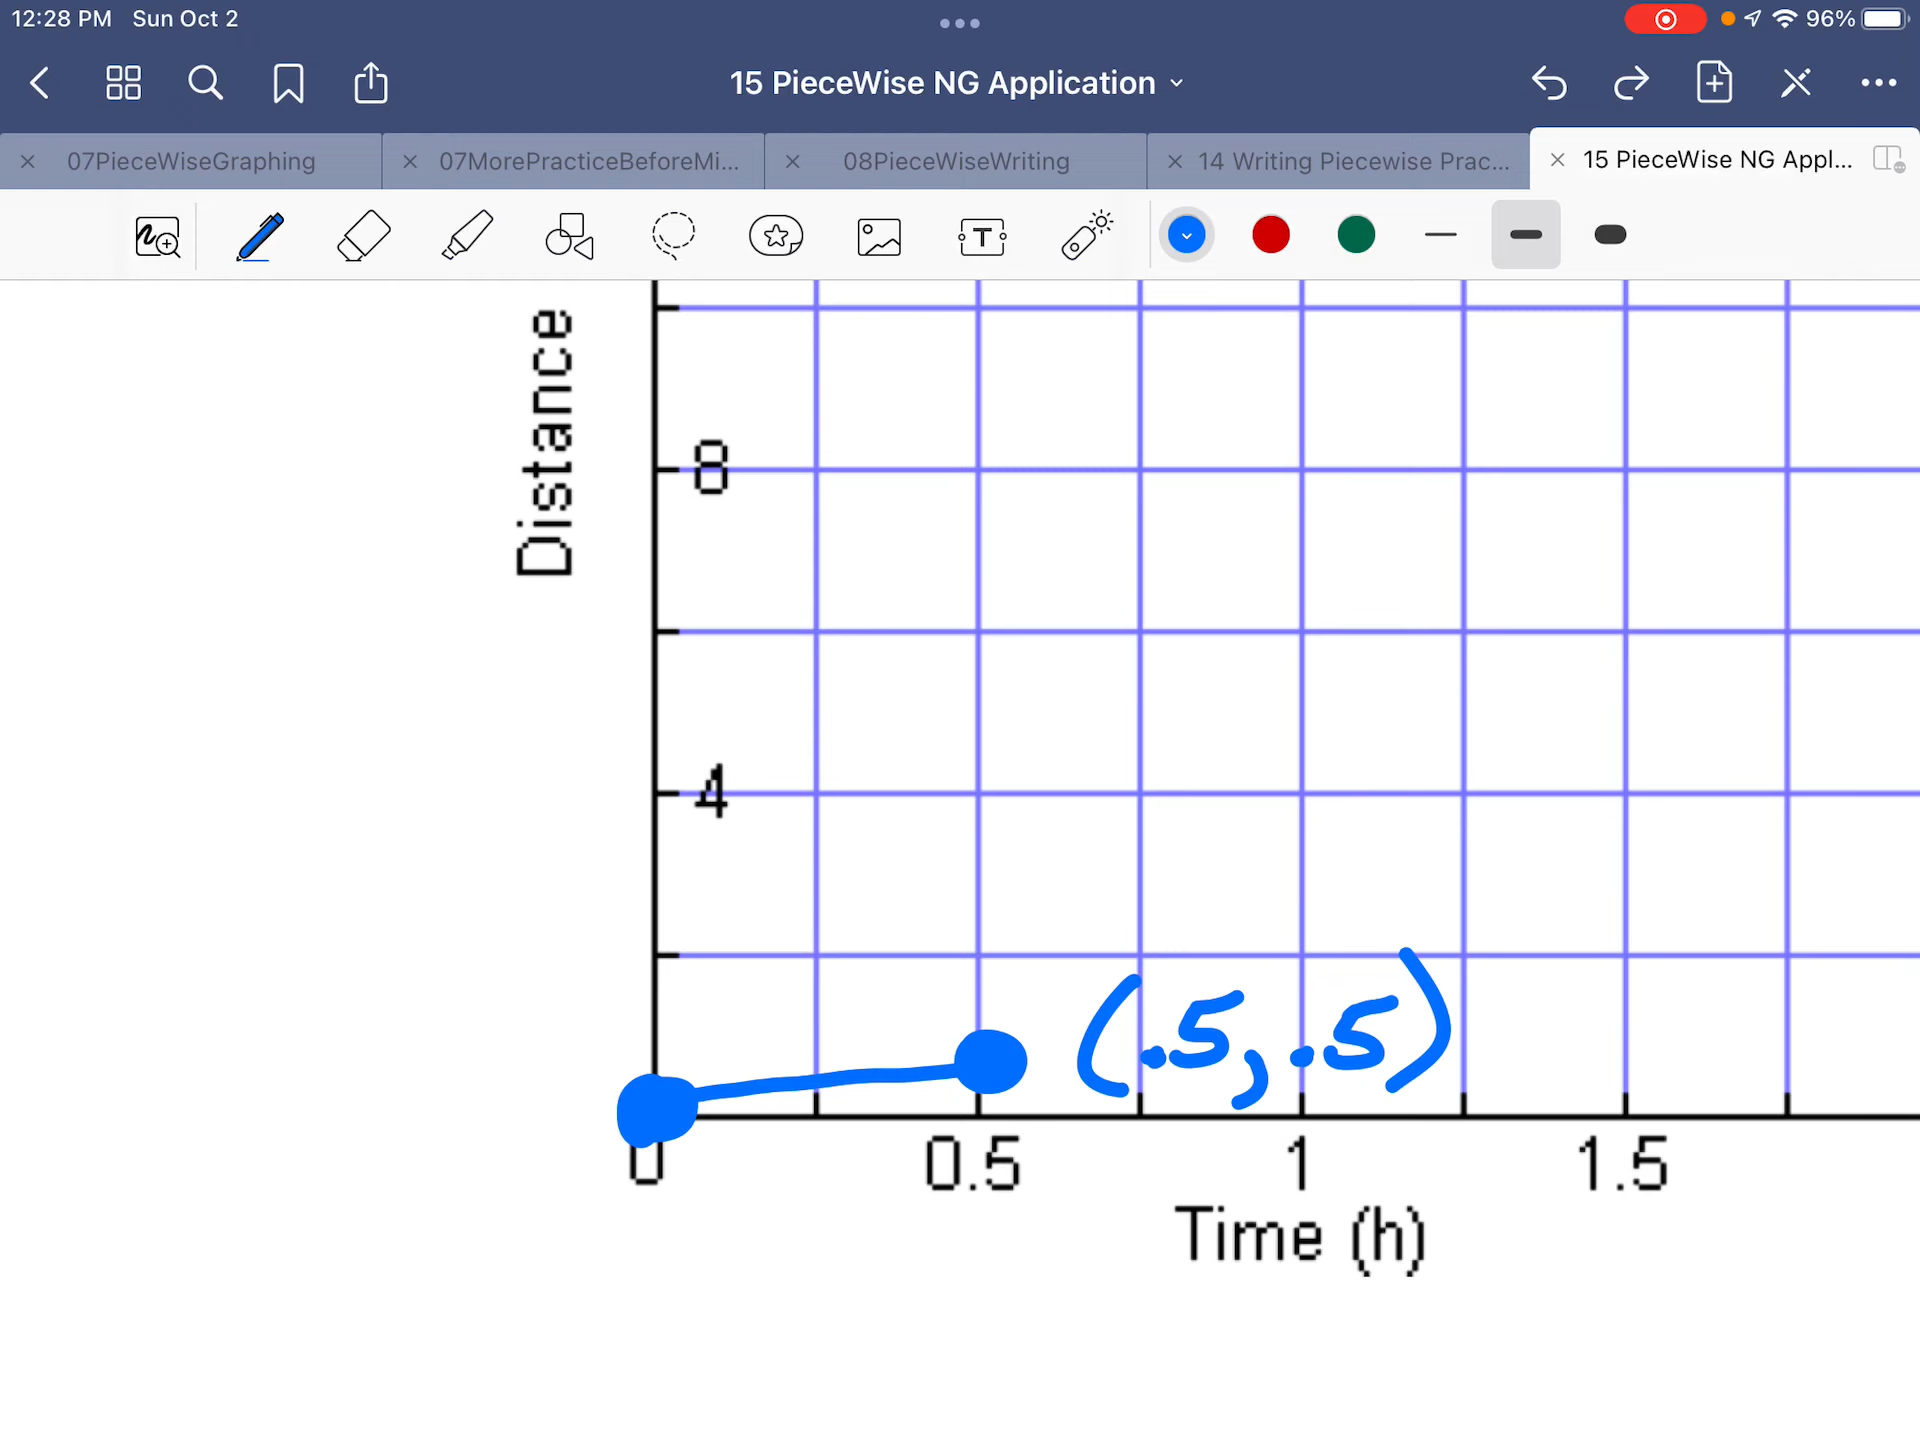 12:28 PM Sun Oct 2
96%
15 PieceWise NG Application
07PieceWiseGraphing
07MorePracticeBeforeMi...
08PieceWiseWriting
14 Writing Piecewise Prac...
15 PieceWise NG Appl...
T
Distance
8
4
(.5, .5)
0
0.5
1
1.5
Time (h)